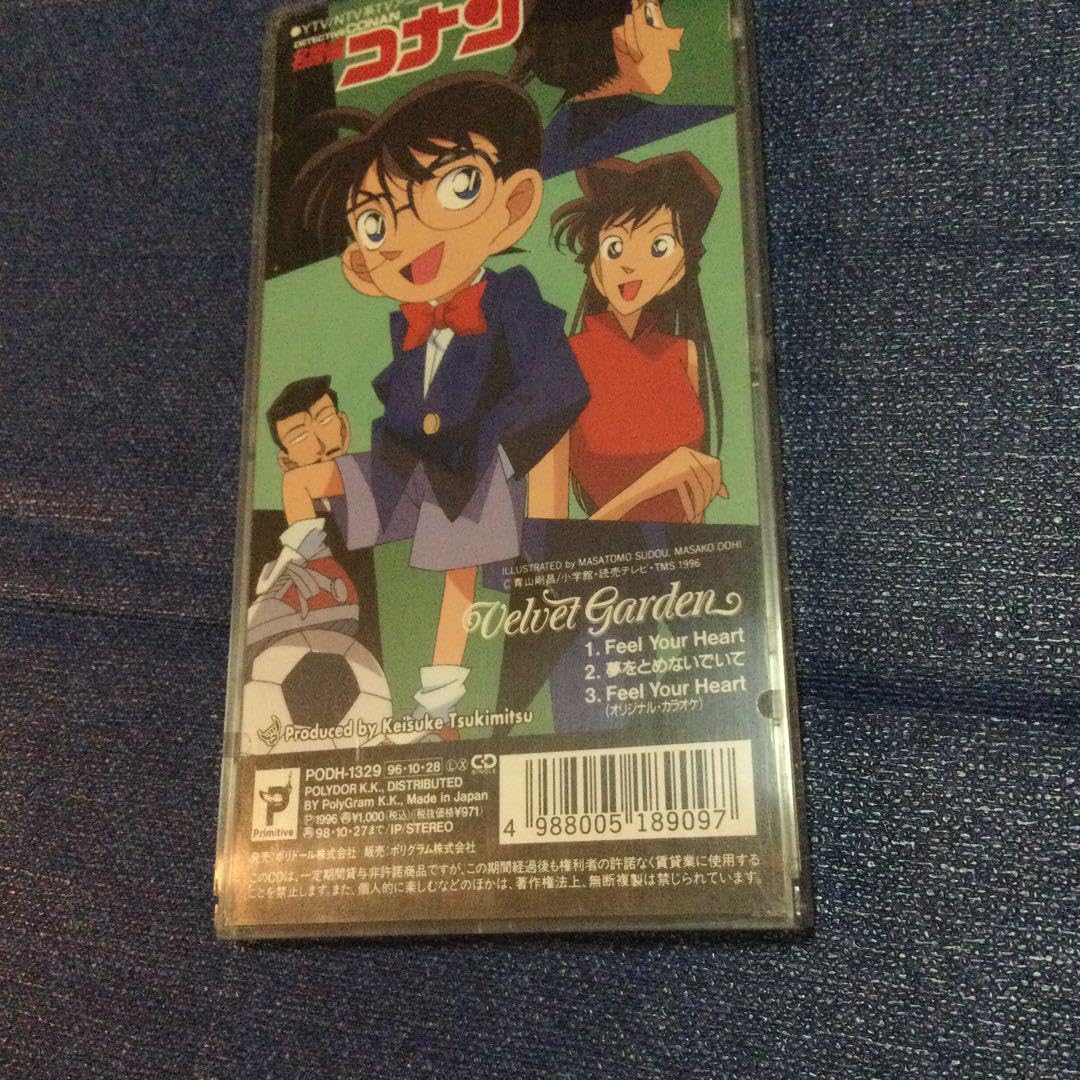 ●YTV/NTV系TV
DETECTIVE CONAN
名探偵コナン
ILLUSTRATED by MASATOMO SUDOU, MASAKO DOHI
C 青山剛昌/小学館・読売テレビ・TMS 1996
Velvet Garden
1. Feel Your Heart
2. 夢をとめないでいて
3. Feel Your Heart
(オリジナル・カラオケ)
Produced by Keisuke Tsukimitsu
P
Primitive
PODH-1329 96・10・28 Ⓛ Ⓧ CD SINGLE
POLYDOR K.K., DISTRIBUTED
BY PolyGram K.K., Made in Japan
Ⓟ1996 ㊢¥1,000(税込)/(税抜価格¥971)
㊢98・10・27まで/IP/STEREO
発売:ポリドール株式会社 販売:ポリグラム株式会社
このCDは、一定期間貸与非許諾商品ですが、この期間経過後も権利者の許諾なく賃貸業に使用する
ことを禁止します。また、個人的に楽しむなどのほかは、著作権法上、無断複製は禁じられています。
4 988005 189097